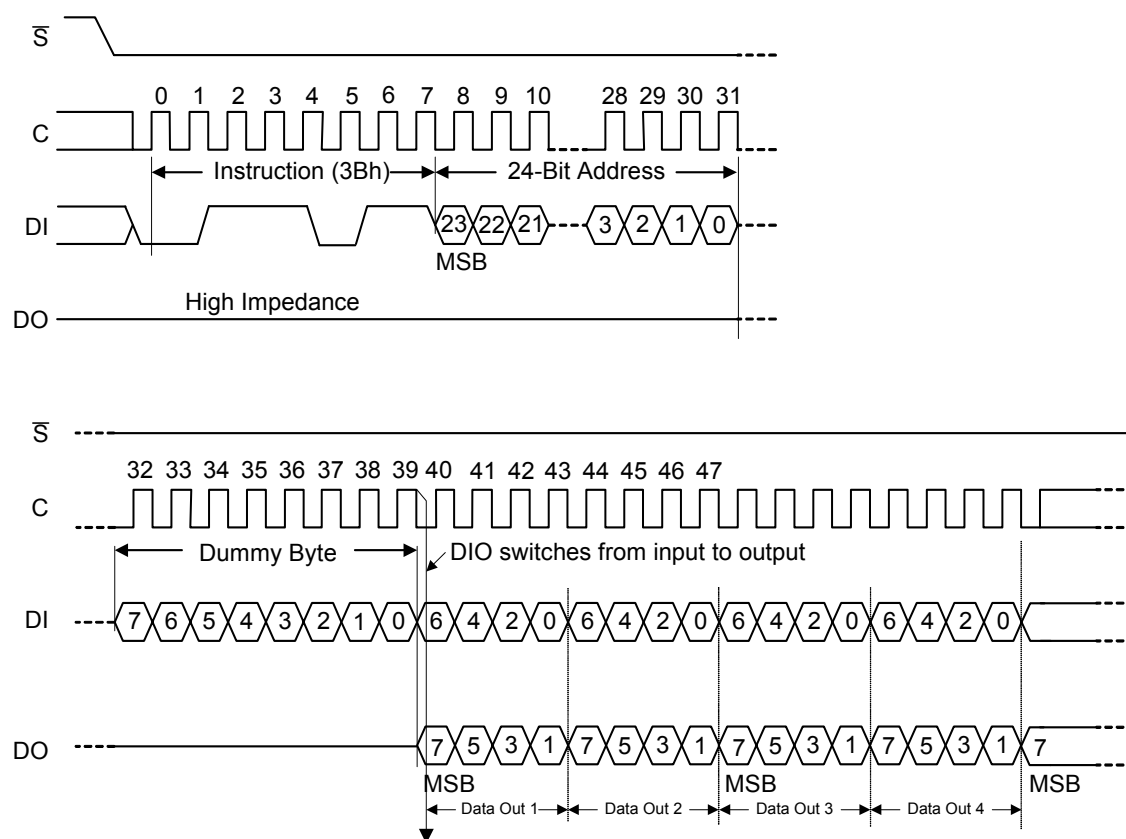 S
0 1 2 3 4 5 6 7 8 9 10 28 29 30 31
C
Instruction (3Bh) 24-Bit Address
DI 23 22 21 3 2 1 0
MSB
High Impedance
DO
S
32 33 34 35 36 37 38 39 40 41 42 43 44 45 46 47
C
Dummy Byte DIO switches from input to output
DI 7 6 5 4 3 2 1 0 6 4 2 0 6 4 2 0 6 4 2 0 6 4 2 0
DO 7 5 3 1 7 5 3 1 7 5 3 1 7 5 3 1 7
MSB MSB MSB
Data Out 1 Data Out 2 Data Out 3 Data Out 4